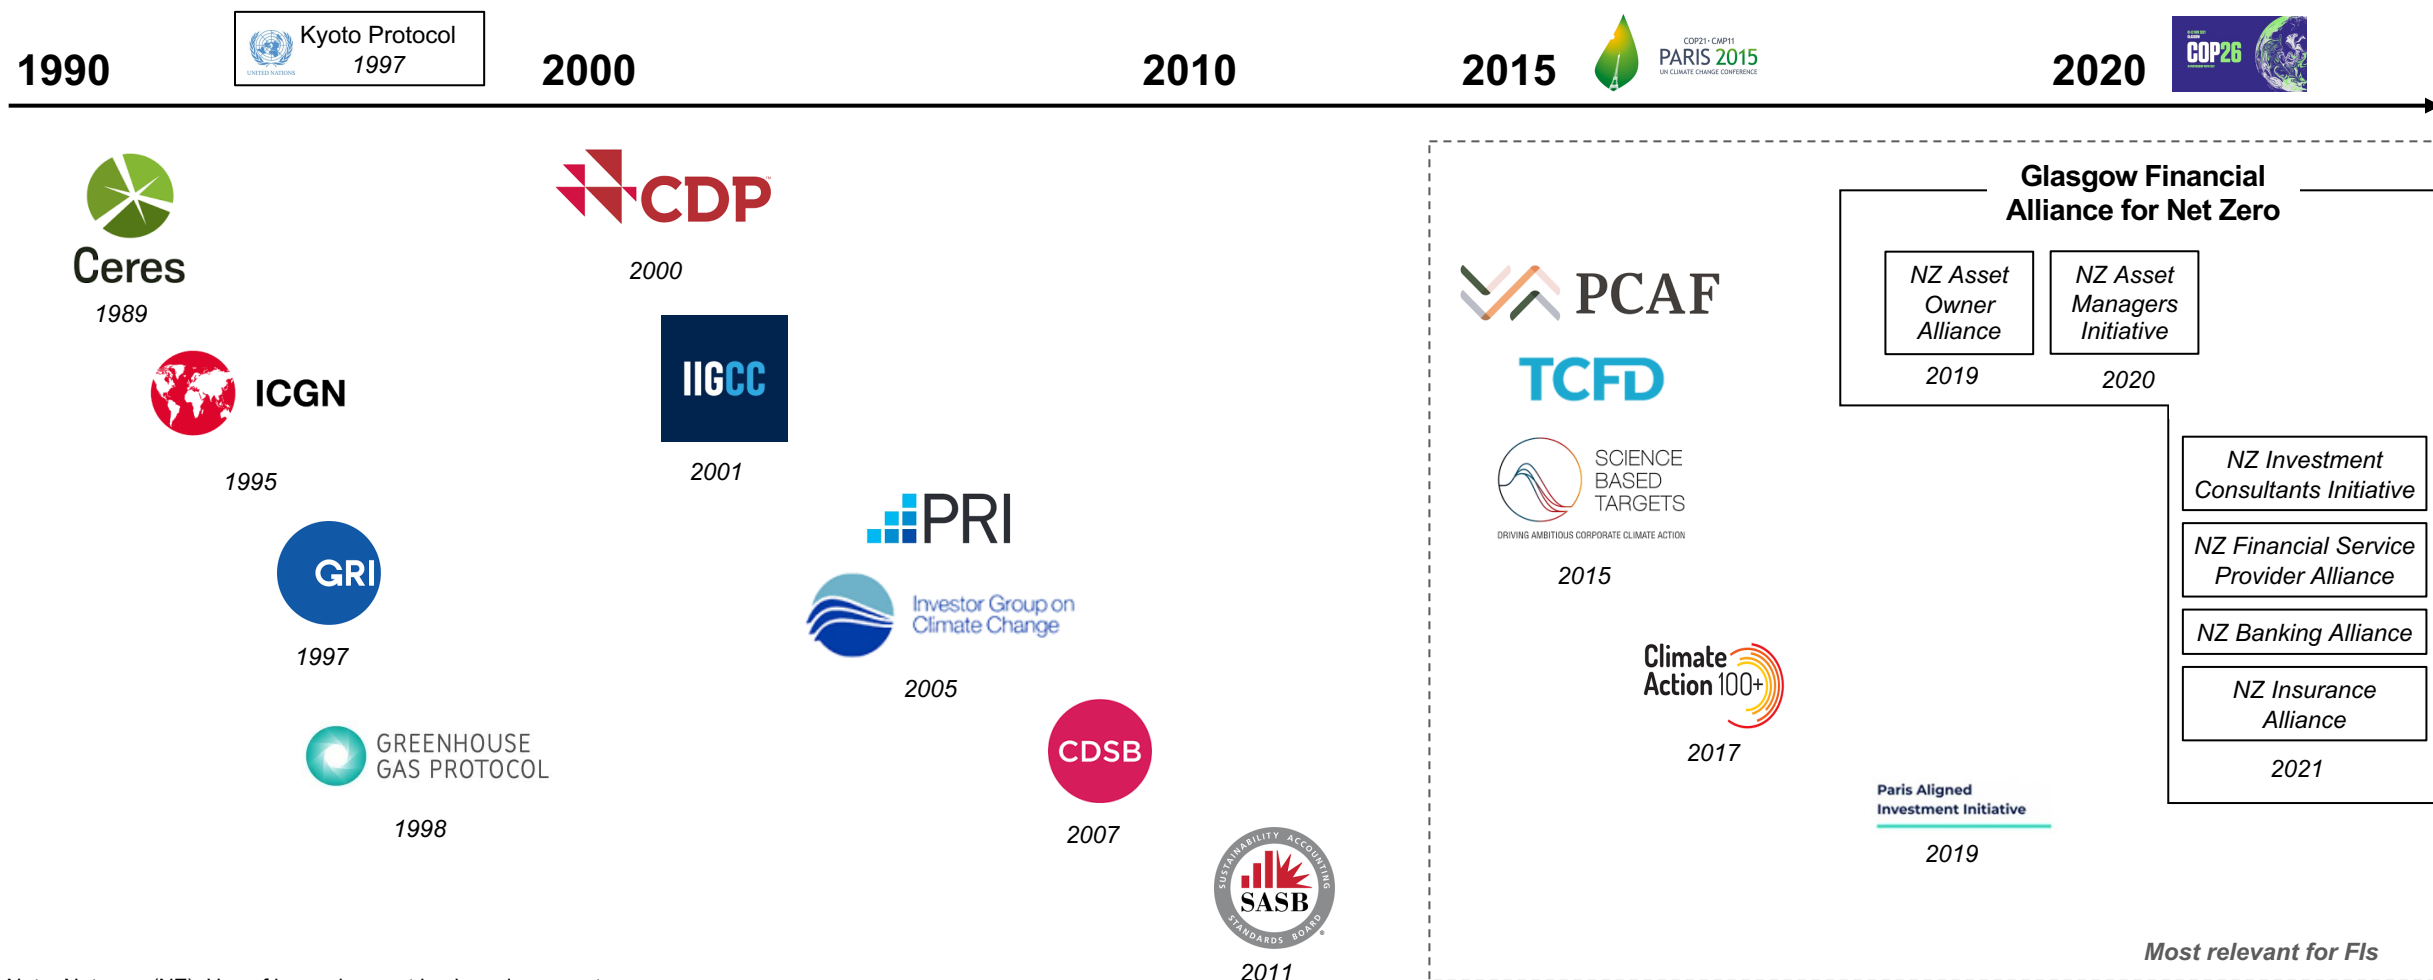 1990
Kyoto Protocol
1997
UNITED NATIONS
2000
2010
2015
COP21 • CMP11
PARIS 2015
UN CLIMATE CHANGE CONFERENCE
2020
COP26
Ceres
1989
ICGN
1995
GRI
1997
GREENHOUSE
GAS PROTOCOL
1998
CDP
2000
IIGCC
2001
PRI
Investor Group on
Climate Change
2005
CDSB
2007
SUSTAINABILITY ACCOUNTING
SASB
STANDARDS BOARD
2011
PCAF
TCFD
SCIENCE
BASED
TARGETS
DRIVING AMBITIOUS CORPORATE CLIMATE ACTION
2015
Climate
Action 100+
2017
Paris Aligned
Investment Initiative
2019
Glasgow Financial
Alliance for Net Zero
NZ Asset
Owner
Alliance
2019
NZ Asset
Managers
Initiative
2020
NZ Investment
Consultants Initiative
NZ Financial Service
Provider Alliance
NZ Banking Alliance
NZ Insurance
Alliance
2021
Most relevant for FIs